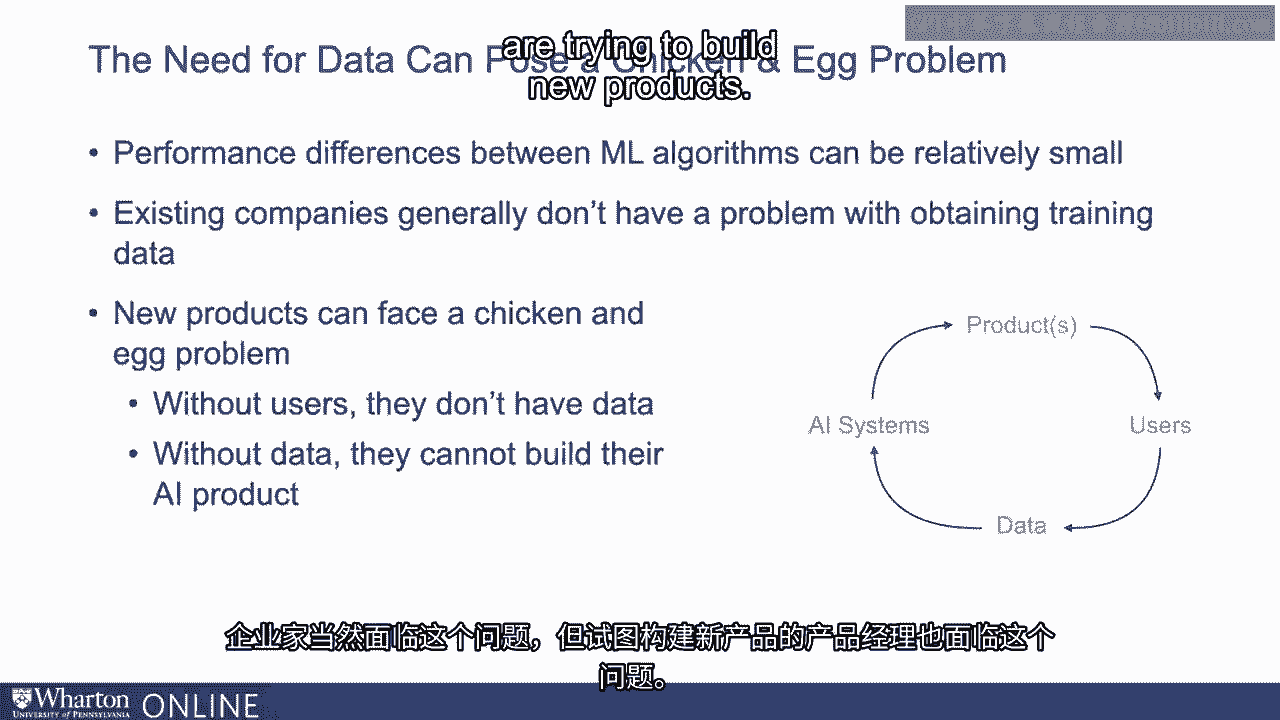 are trying to build
new products.
The Need for Data Can Pose a Chicken & Egg Problem
• Performance differences between ML algorithms can be relatively small
• Existing companies generally don’t have a problem with obtaining training
data
• New products can face a chicken and
egg problem
• Without users, they don’t have data
• Without data, they cannot build their
AI product
Product(s)
AI Systems
Users
Data
企业家当然面临这个问题，但试图构建新产品的产品经理也面临这个
问题。
Wharton ONLINE
UNIVERSITY of PENNSYLVANIA